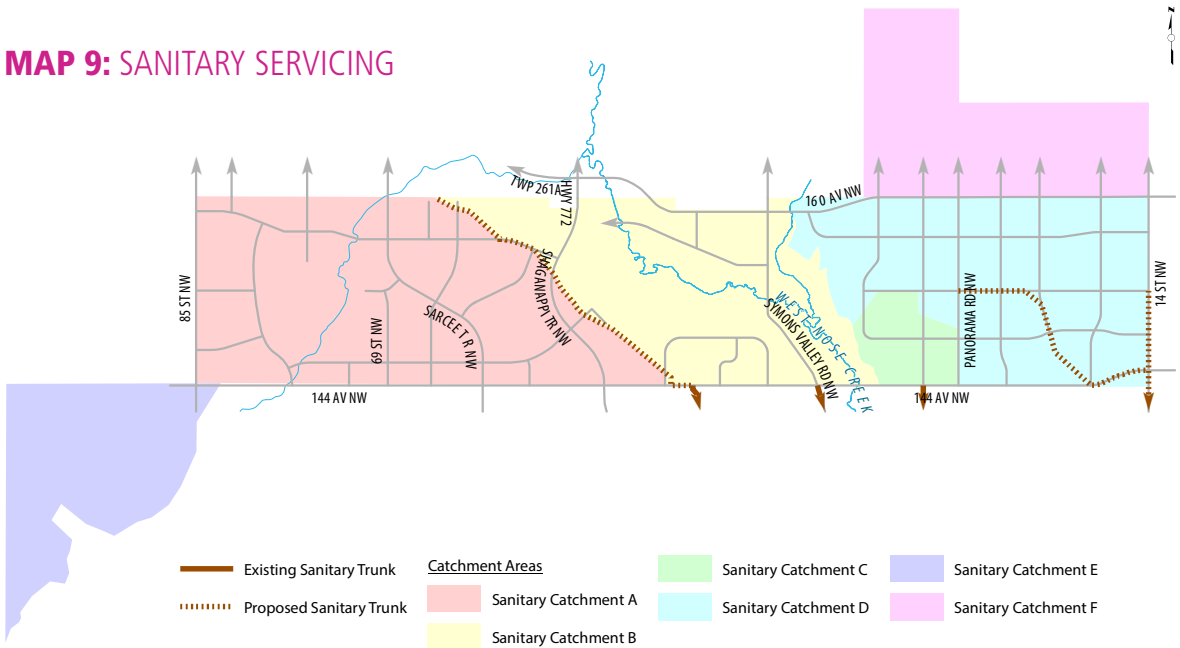 MAP 9: SANITARY SERVICING
N
TWP 261A
HWY 772
160 AV NW
85 ST NW
69 ST NW
SARCEE T R NW
SHAGANAPPI TR NW
SYMONS VALLEY RD NW
WEST NOSE CREEK
PANORAMA RD NW
14 ST NW
144 AV NW
144 AV NW
Existing Sanitary Trunk
Proposed Sanitary Trunk
Catchment Areas
Sanitary Catchment A
Sanitary Catchment B
Sanitary Catchment C
Sanitary Catchment D
Sanitary Catchment E
Sanitary Catchment F